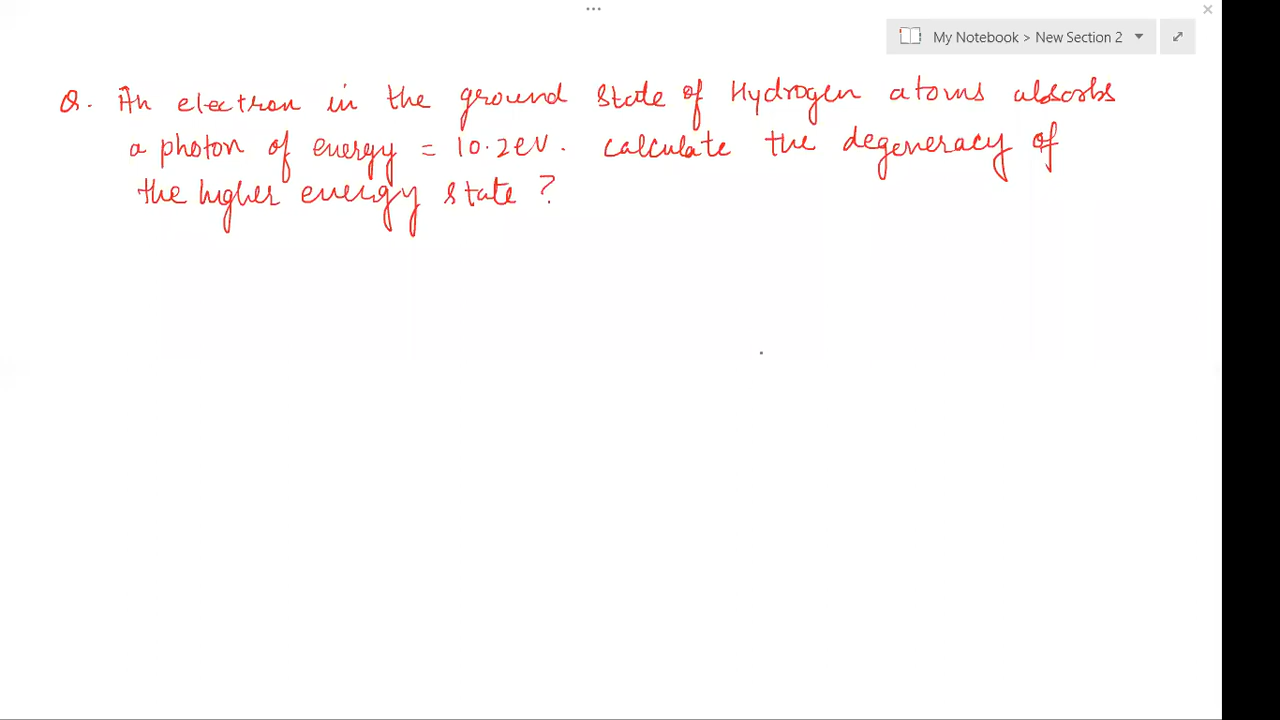 My Notebook > New Section 2
Q. An electron in the ground state of Hydrogen atoms absorbs
a photon of energy = 10.2eV. calculate the degeneracy of
the higher energy state ?